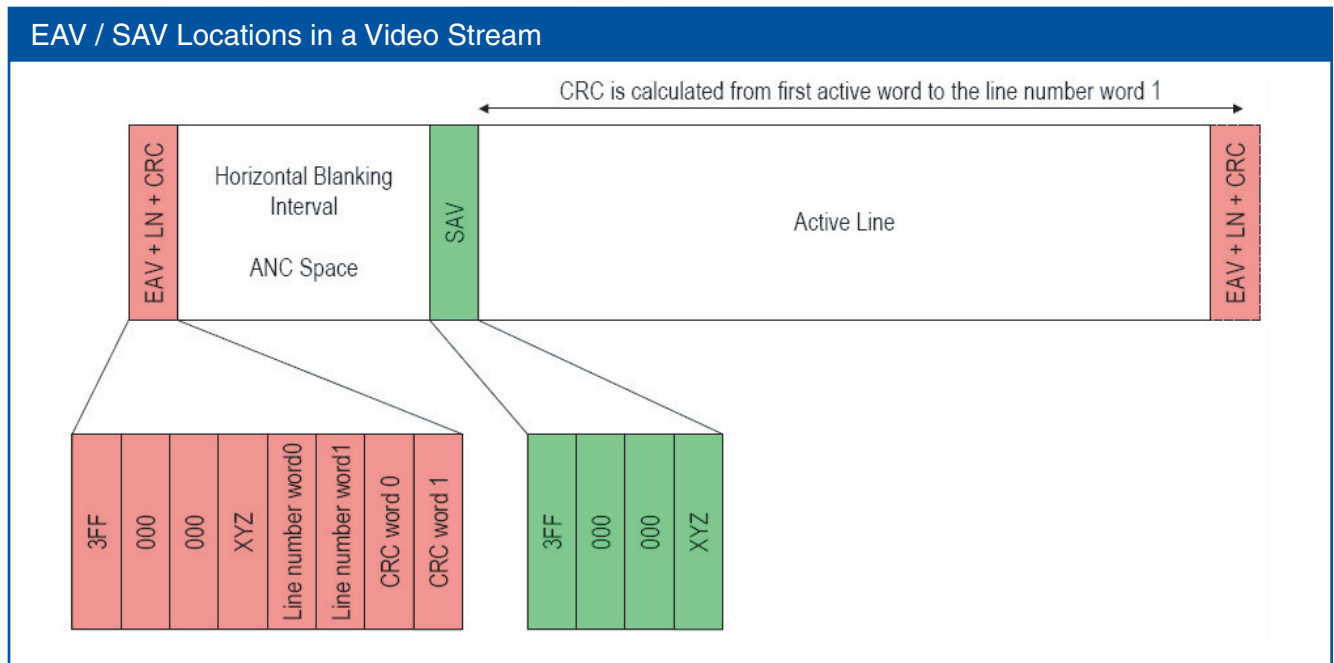 EAV / SAV Locations in a Video Stream
CRC is calculated from first active word to the line number word 1
EAV + LN + CRC
Horizontal Blanking
Interval
ANC Space
SAV
Active Line
EAV + LN + CRC
3FF
000
000
XYZ
Line number word0
Line number word1
CRC word 0
CRC word 1
3FF
000
000
XYZ